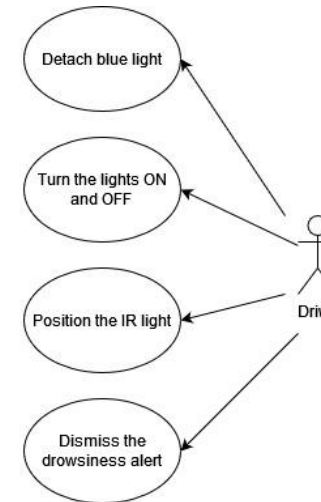 Detach blue light
Turn the lights ON
and OFF
Position the IR light
Dismiss the
drowsiness alert